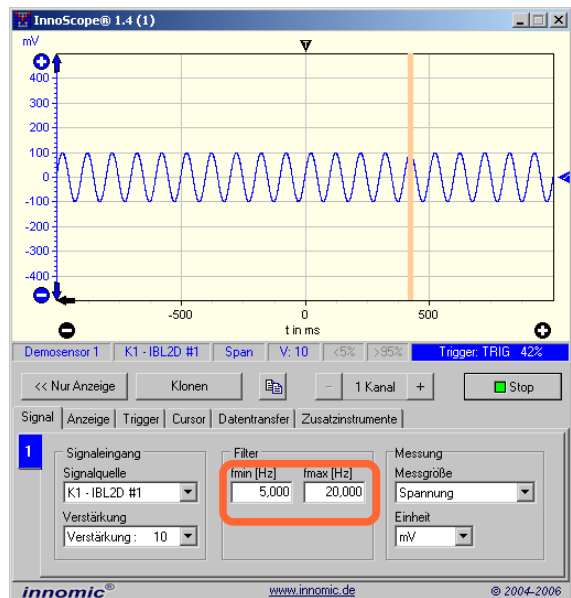 InnoScope® 1.4 (1)
mV
T
400
300
200
100
0
-100
-200
-300
-400
-500 0 500
t in ms
Demosensor 1 K1 - IBL2D #1 Span V: 10 <5% >95% Trigger: TRIG 42%
<< Nur Anzeige Klonen - 1 Kanal + Stop
Signal Anzeige Trigger Cursor Datentransfer Zusatzinstrumente
1 Signaleingang Filter Messung
Signalquelle fmin [Hz] fmax [Hz] Messgröße
K1 - IBL2D #1 5,000 20,000 Spannung
Verstärkung Einheit
Verstärkung : 10 mV
innomic® www.innomic.de © 2004-2006